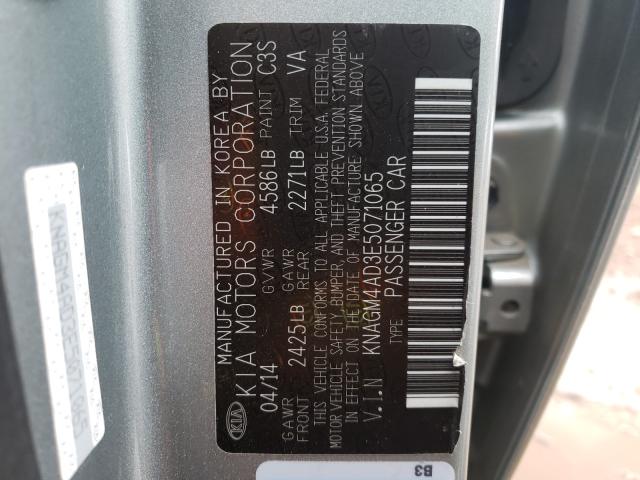 MANUFACTURED IN KOREA BY
KIA MOTORS CORPORATION
04/14 GVWR 4586LB PAINT C3S
GAWR FRONT 2425LB GAWR REAR 2271LB TRIM VA
THIS VEHICLE CONFORMS TO ALL APPLICABLE U.S.A. FEDERAL
MOTOR VEHICLE SAFETY, BUMPER, AND THEFT PREVENTION STANDARDS
IN EFFECT ON THE DATE OF MANUFACTURE SHOWN ABOVE
V.I.N KNAGM4AD3E5071065
TYPE PASSENGER CAR
KIA
B3
KNAGM4AD3E5071065